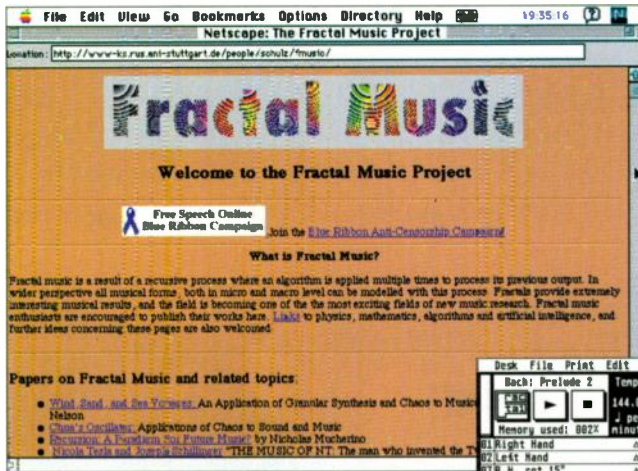 File Edit View Go Bookmarks Options Directory Help 19:35:16
Netscape: The Fractal Music Project
Location: http://www-ks.rus.uni-stuttgart.de/people/schulz/fmusic/
Fractal Music
Welcome to the Fractal Music Project
Free Speech Online
Blue Ribbon Campaign
Join the Blue Ribbon Anti-Censorship Campaign!
What is Fractal Music?
Fractal music is a result of a recursive process where an algorithm is applied multiple times to process its previous output. In
wider perspective all musical forms, both in micro and macro level can be modelled with this process. Fractals provide extremely
interesting musical results, and the field is becoming one of the the most exciting fields of new music research. Fractal music
enthusiasts are encouraged to publish their works here. Links to physics, mathematics, algorithms and artificial intelligence, and
further ideas concerning these pages are also welcomed
Papers on Fractal Music and related topics:
Wind, Sand, and Sea Voyages: An Application of Granular Synthesis and Chaos to Music
Nelson
Chua's Oscillator: Applications of Chaos to Sound and Music
Recursion: A Paradigm For Future Music? by Nicholas Mucherino
Nicola Tesla and Joseph Schillinger "THE MUSIC OF NT: The man who invented the
Desk File Print Edit
Bach: Prelude 2
Memory used: 002%
144.0
01 Right Hand
02 Left Hand